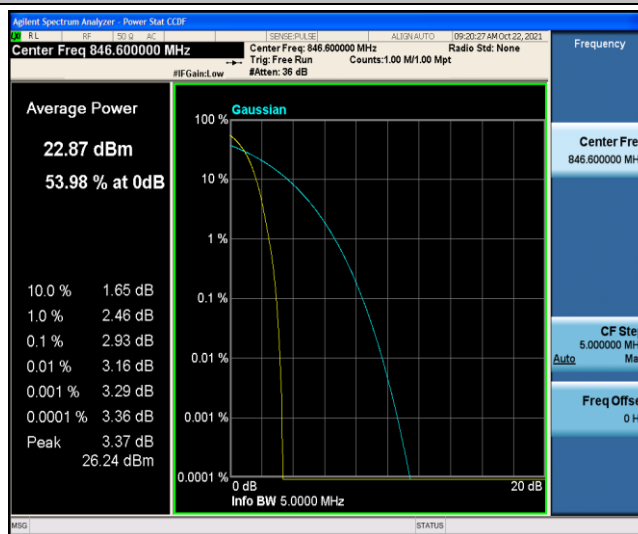 Agilent Spectrum Analyzer - Power Stat CCDF
RL RF 50 Ω AC SENSE:PULSE ALIGNAUTO 09:20:27 AM Oct 22, 2021
Center Freq 846.600000 MHz
Center Freq: 846.600000 MHz Radio Std: None
Trig: Free Run Counts:1.00 M/1.00 Mpt
#IFGain:Low #Atten: 36 dB
Frequency
Average Power
22.87 dBm
53.98 % at 0dB
10.0 % 1.65 dB
1.0 % 2.46 dB
0.1 % 2.93 dB
0.01 % 3.16 dB
0.001 % 3.29 dB
0.0001 % 3.36 dB
Peak 3.37 dB
26.24 dBm
Gaussian
100 %
10 %
1 %
0.1 %
0.01 %
0.001 %
0.0001 %
0 dB 20 dB
Info BW 5.0000 MHz
Center Fre
846.600000 MH
CF Ste
5.000000 MH
Auto Ma
Freq Offse
0 H
MSG STATUS